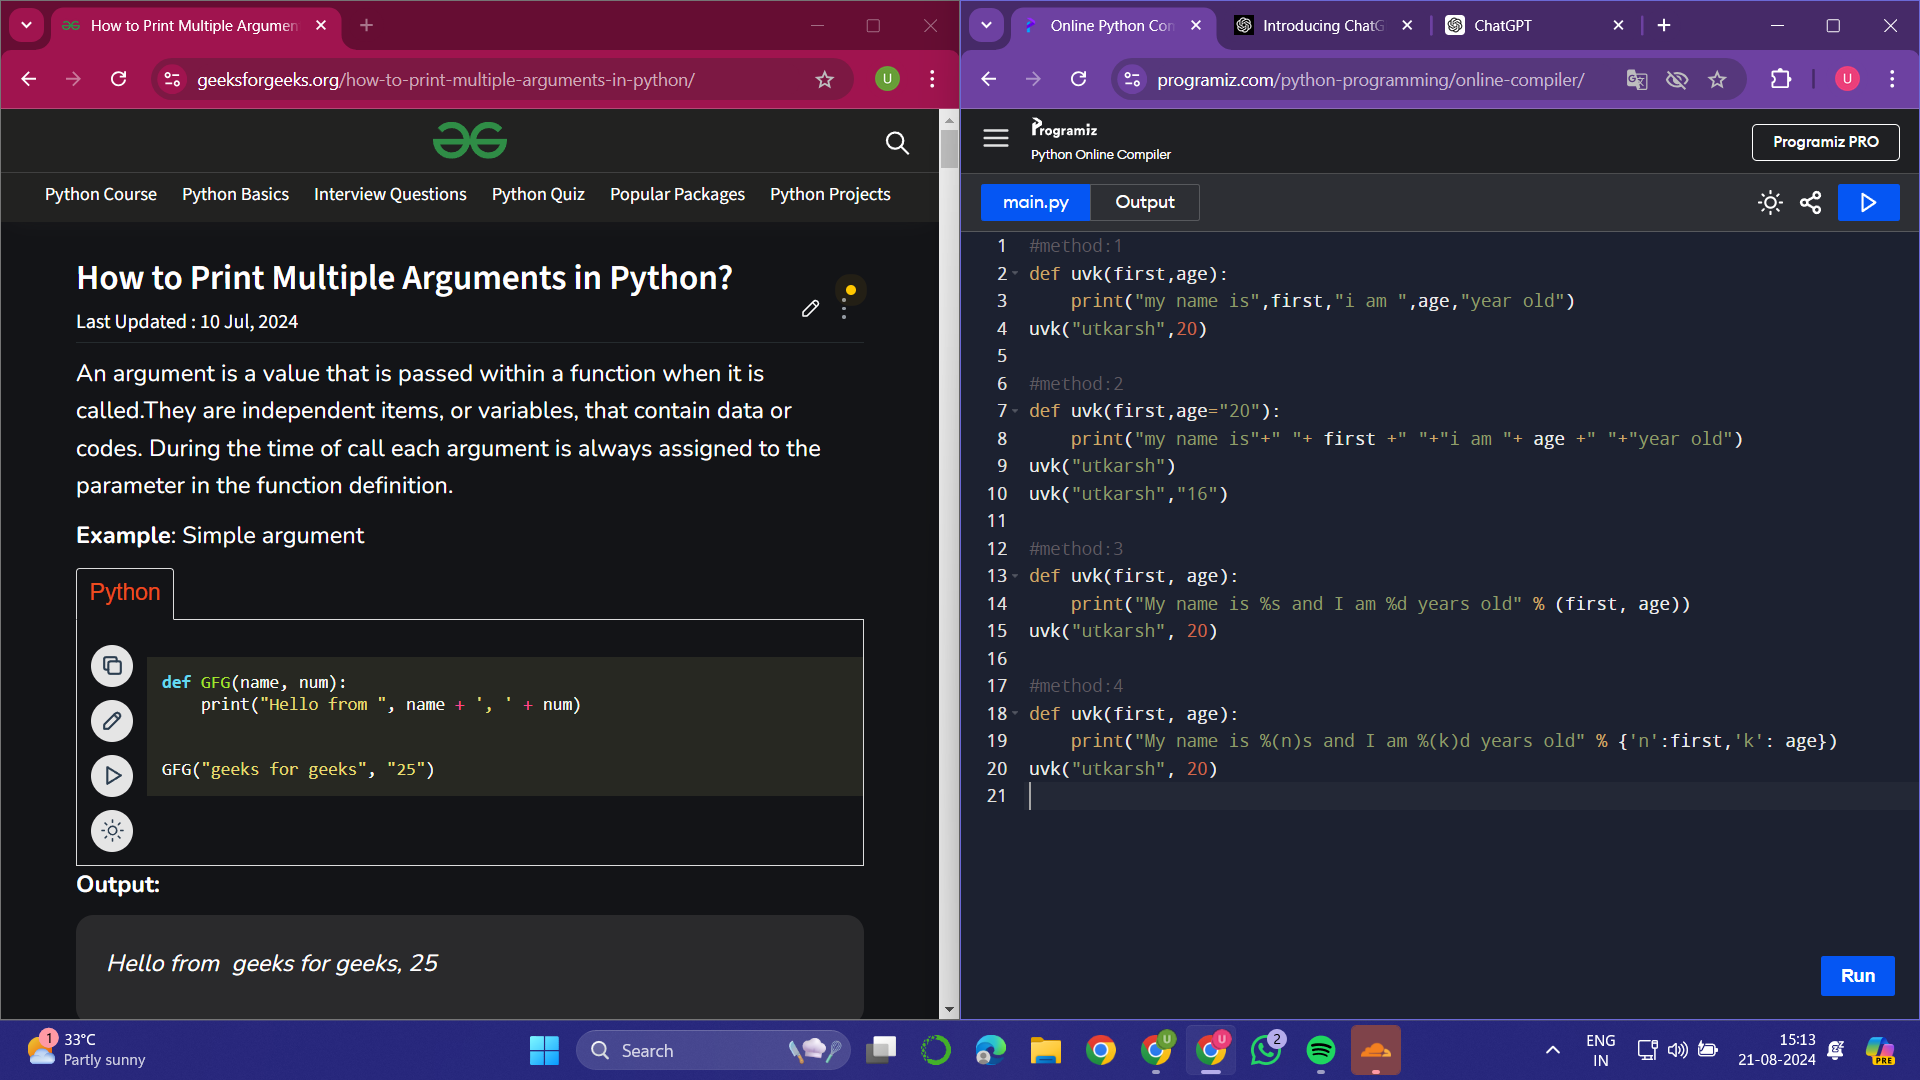 How to Print Multiple Argumen
geeksforgeeks.org/how-to-print-multiple-arguments-in-python/
U
Python Course Python Basics Interview Questions Python Quiz Popular Packages Python Projects
How to Print Multiple Arguments in Python?
Last Updated : 10 Jul, 2024
An argument is a value that is passed within a function when it is
called.They are independent items, or variables, that contain data or
codes. During the time of call each argument is always assigned to the
parameter in the function definition.
Example: Simple argument
Python
def GFG(name, num):
    print("Hello from ", name + ', ' + num)
GFG("geeks for geeks", "25")
Output:
Hello from  geeks for geeks, 25
Online Python Con
Introducing ChatG
ChatGPT
programiz.com/python-programming/online-compiler/
U
Programiz
Python Online Compiler
Programiz PRO
main.py
Output
1 #method:1
2 def uvk(first,age):
3     print("my name is",first,"i am ",age,"year old")
4 uvk("utkarsh",20)
5
6 #method:2
7 def uvk(first,age="20"):
8     print("my name is"+" "+ first +" "+"i am "+ age +" "+"year old")
9 uvk("utkarsh")
10 uvk("utkarsh","16")
11
12 #method:3
13 def uvk(first, age):
14     print("My name is %s and I am %d years old" % (first, age))
15 uvk("utkarsh", 20)
16
17 #method:4
18 def uvk(first, age):
19     print("My name is %(n)s and I am %(k)d years old" % {'n':first,'k': age})
20 uvk("utkarsh", 20)
21
Run
1
33°C
Partly sunny
Search
U
U
2
ENG
IN
15:13
21-08-2024
PRE